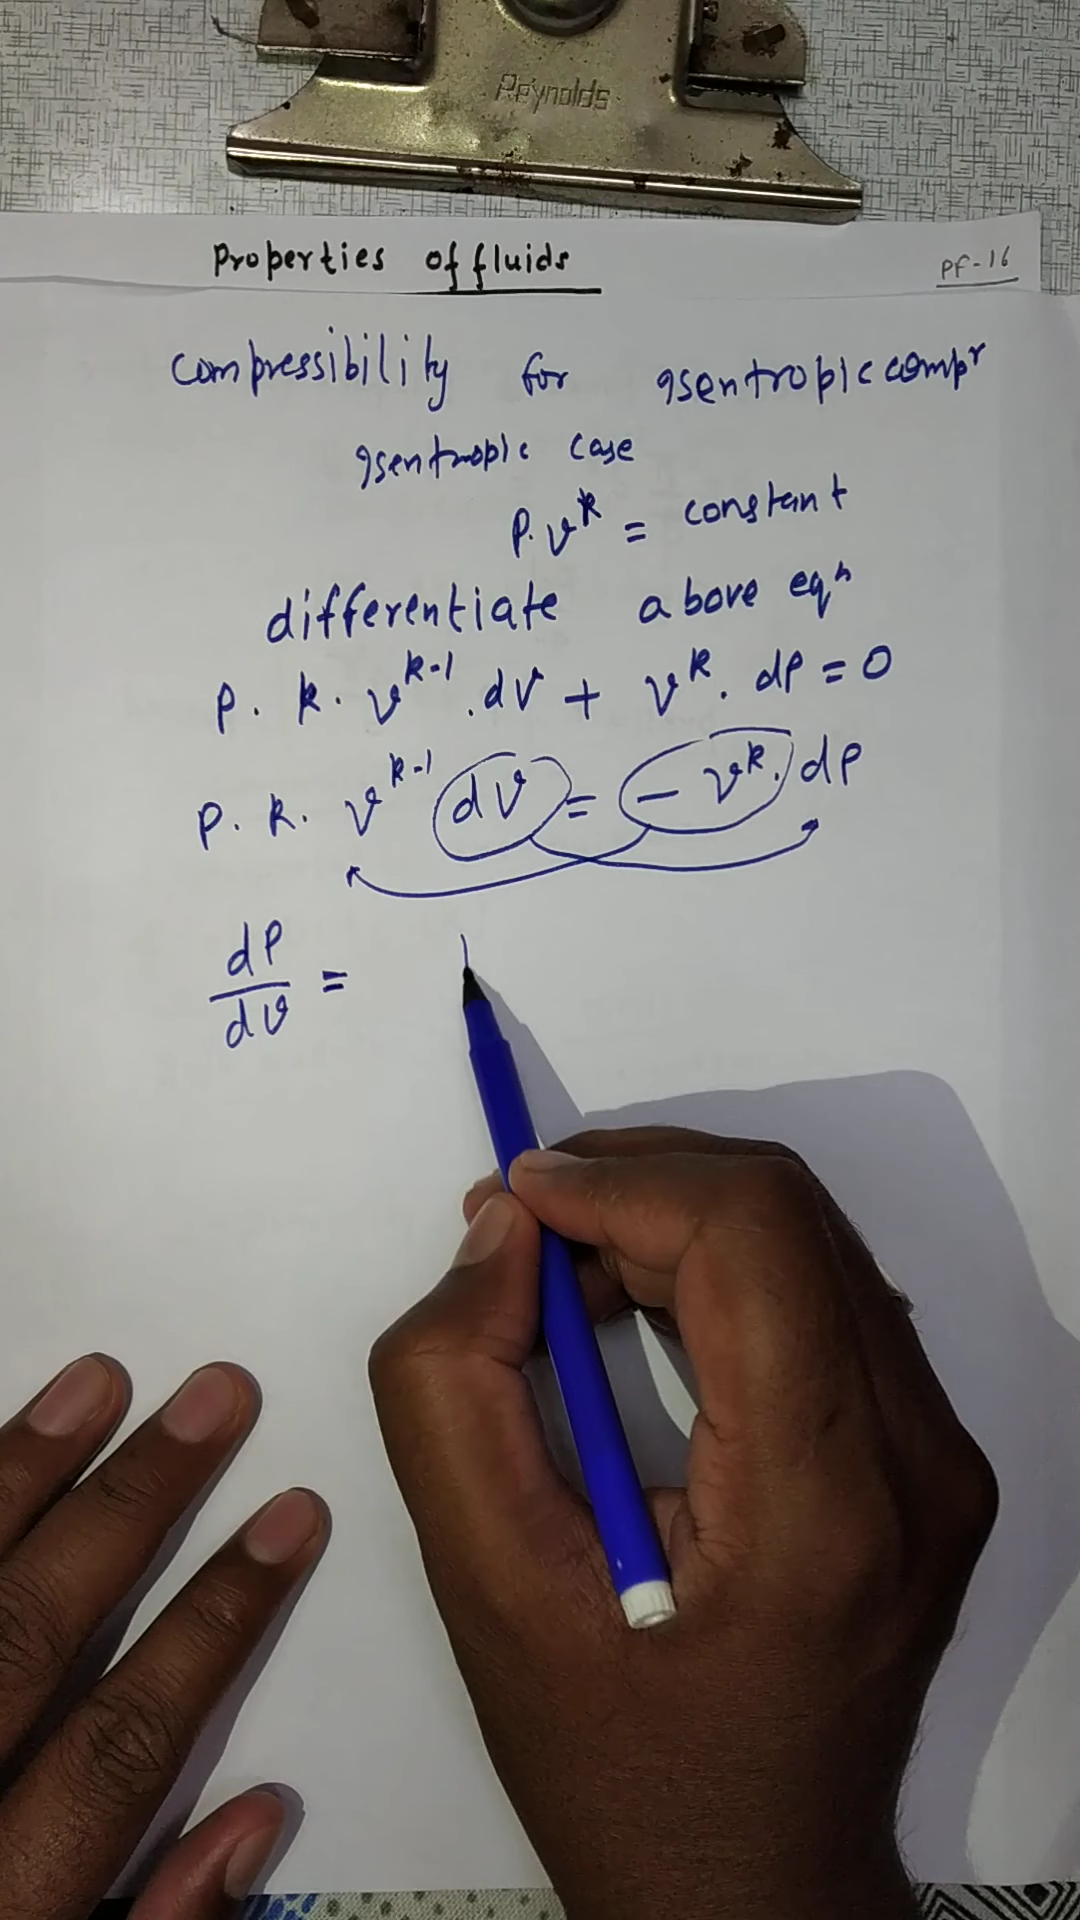 Reynolds
Properties of fluids
PF-16
compressibility for isentropic compr
isentropic case
P.v^k = constant
differentiate above eqn
P. k. v^k-1 .dv + v^k. dp = 0
P. k. v^k-1 dv = - v^k. dp
dP/dv =